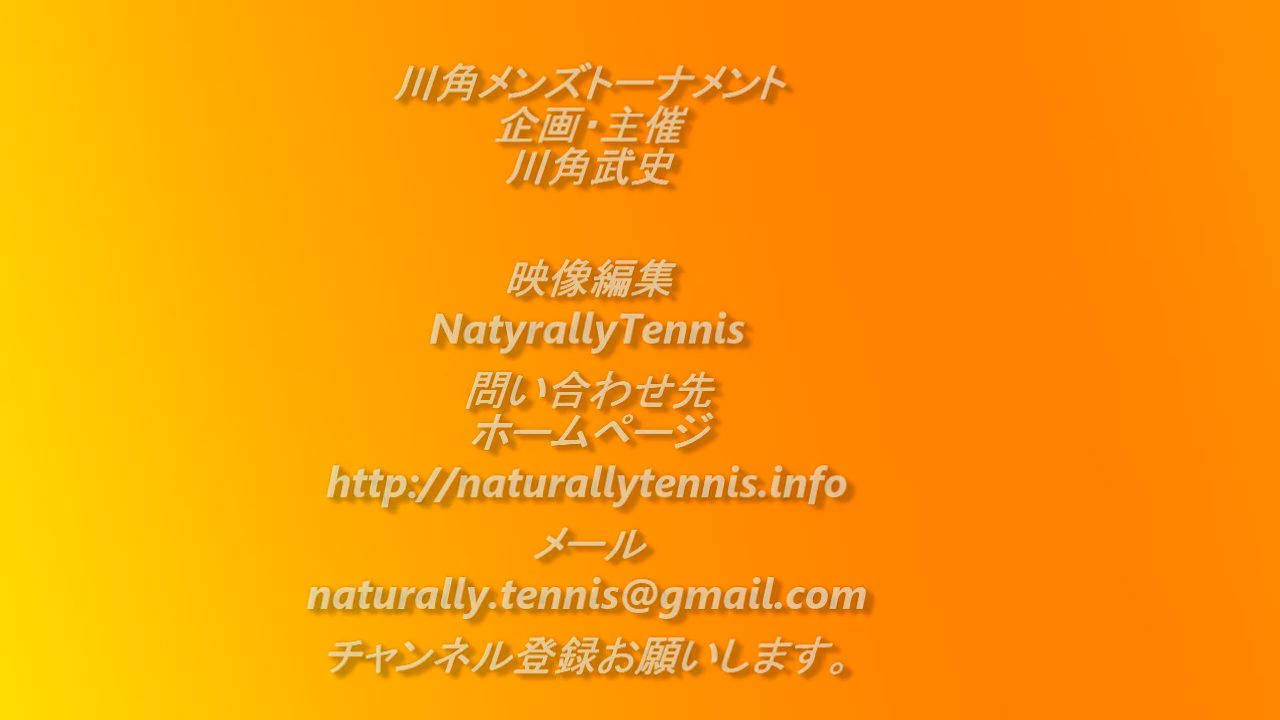 川角メンズトーナメント
企画・主催
川角武史
映像編集
NatyrallyTennis
問い合わせ先
ホームページ
http://naturallytennis.info
メール
naturally.tennis@gmail.com
チャンネル登録お願いします。